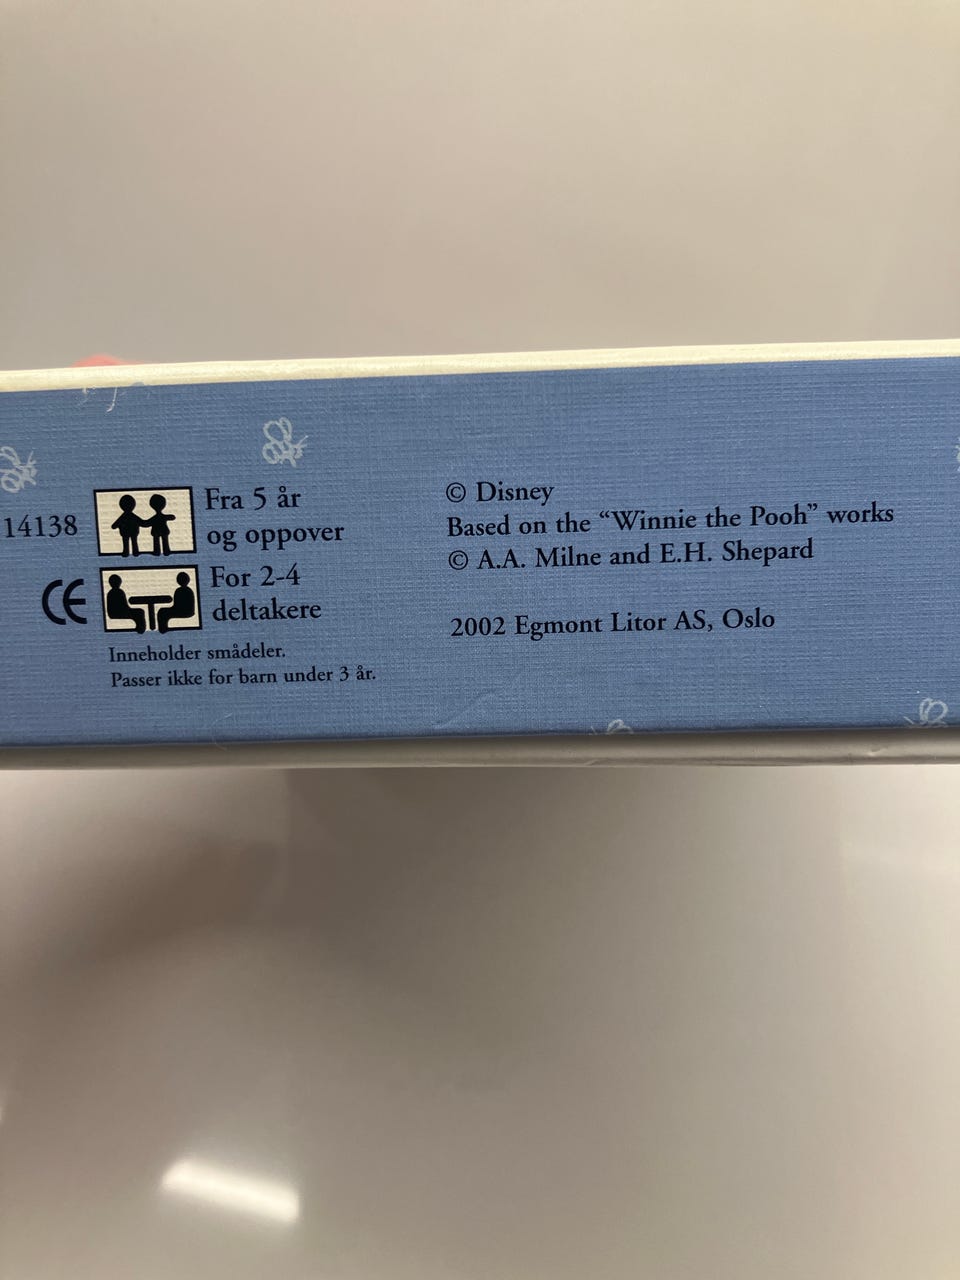 14138
Fra 5 år
og oppover
CE
For 2-4
deltakere
Inneholder smådeler.
Passer ikke for barn under 3 år.
© Disney
Based on the “Winnie the Pooh” works
© A.A. Milne and E.H. Shepard
2002 Egmont Litor AS, Oslo